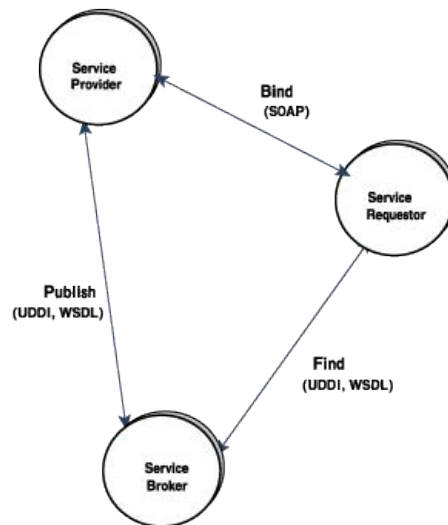 Service
Provider
Bind
(SOAP)
Service
Requestor
Publish
(UDDI, WSDL)
Find
(UDDI, WSDL)
Service
Broker